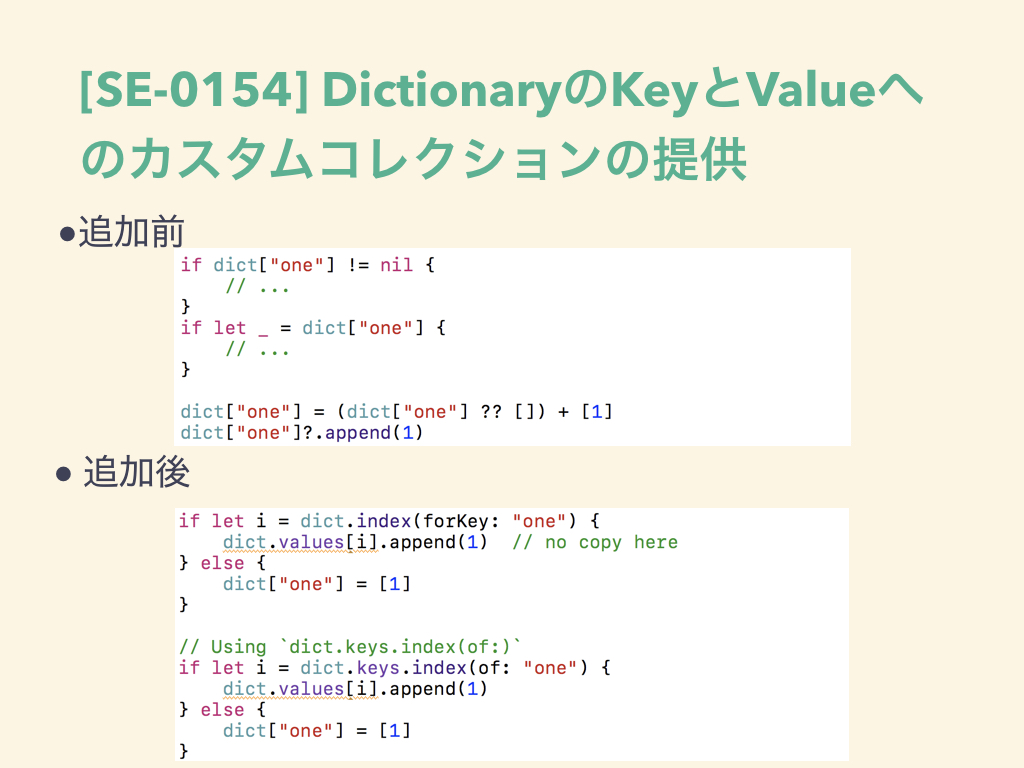 [SE-0154] DictionaryのKeyとValueへ
のカスタムコレクションの提供
●追加前
if dict["one"] != nil {
    // ...
}
if let _ = dict["one"] {
    // ...
}
dict["one"] = (dict["one"] ?? []) + [1]
dict["one"]?.append(1)
● 追加後
if let i = dict.index(forKey: "one") {
    dict.values[i].append(1)  // no copy here
} else {
    dict["one"] = [1]
}
// Using `dict.keys.index(of:)`
if let i = dict.keys.index(of: "one") {
    dict.values[i].append(1)
} else {
    dict["one"] = [1]
}